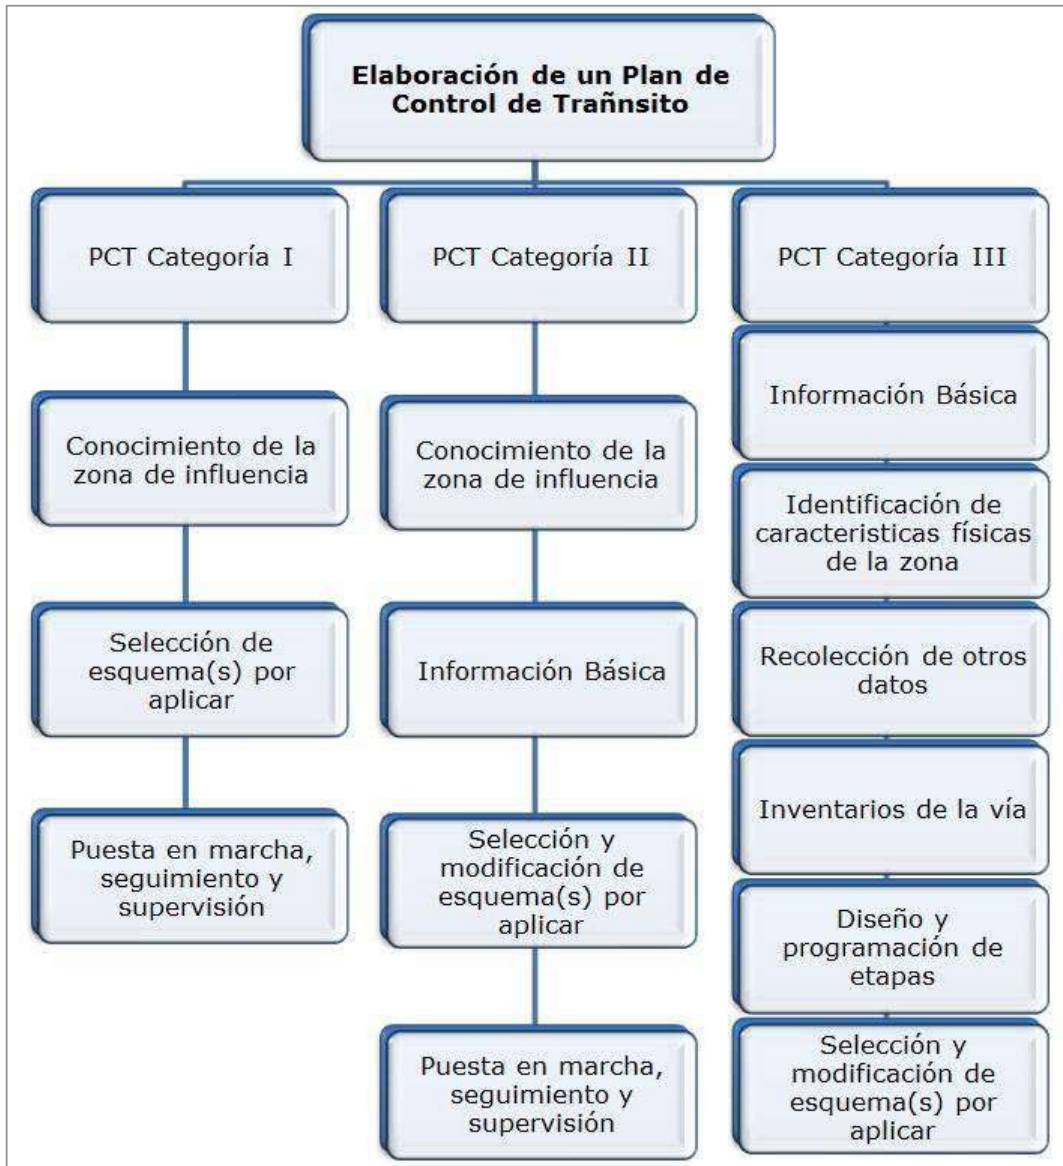 Elaboración de un Plan de
Control de Trañnsito
PCT Categoría I
Conocimiento de la
zona de influencia
Selección de
esquema(s) por
aplicar
Puesta en marcha,
seguimiento y
supervisión
PCT Categoría II
Conocimiento de la
zona de influencia
Información Básica
Selección y
modificación de
esquema(s) por
aplicar
Puesta en marcha,
seguimiento y
supervisión
PCT Categoría III
Información Básica
Identificación de
caracteristicas físicas
de la zona
Recolección de otros
datos
Inventarios de la vía
Diseño y
programación de
etapas
Selección y
modificación de
esquema(s) por
aplicar